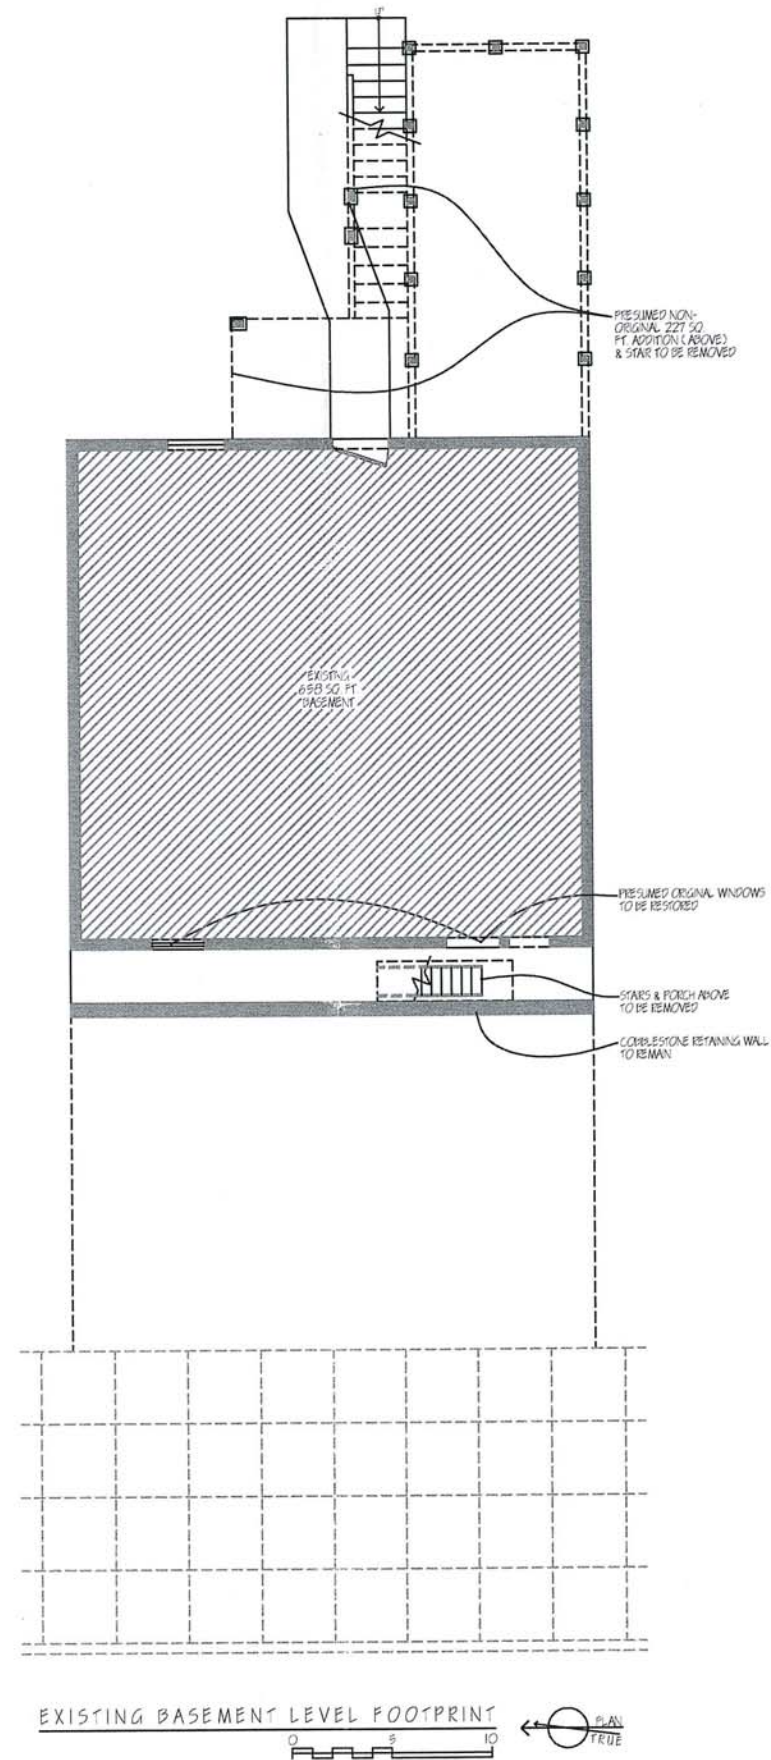 PRESUMED NON-
ORIGINAL 227 SQ.
FT. ADDITION (ABOVE)
& STAIR TO BE REMOVED
EXISTING
658 SQ. FT.
BASEMENT
PRESUMED ORIGINAL WINDOWS
TO BE RESTORED
STAIRS & PORCH ABOVE
TO BE REMOVED
COBBLESTONE RETAINING WALL
TO REMAIN
EXISTING BASEMENT LEVEL FOOTPRINT
0 5 10
PLAN
TRUE